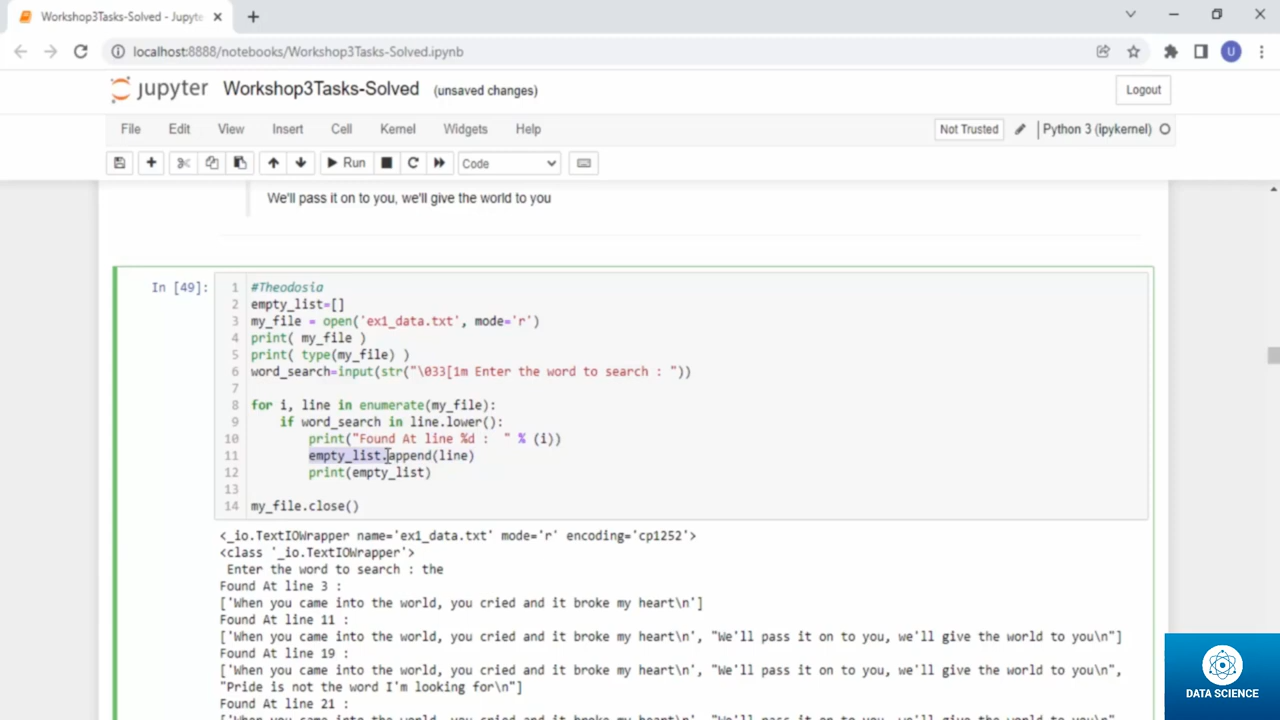 Workshop3Tasks-Solved - Jupyte
localhost:8888/notebooks/Workshop3Tasks-Solved.ipynb
U
jupyter Workshop3Tasks-Solved (unsaved changes)
Logout
File Edit View Insert Cell Kernel Widgets Help
Not Trusted Python 3 (ipykernel)
Run Code
We'll pass it on to you, we'll give the world to you
In [49]:
1 #Theodosia
2 empty_list=[]
3 my_file = open('ex1_data.txt', mode='r')
4 print( my_file )
5 print( type(my_file) )
6 word_search=input(str("\033[1m Enter the word to search : "))
7
8 for i, line in enumerate(my_file):
9     if word_search in line.lower():
10         print("Found At line %d :  " % (i))
11         empty_list.append(line)
12         print(empty_list)
13
14 my_file.close()
<_io.TextIOWrapper name='ex1_data.txt' mode='r' encoding='cp1252'>
<class '_io.TextIOWrapper'>
 Enter the word to search : the
Found At line 3 :
['When you came into the world, you cried and it broke my heart\n']
Found At line 11 :
['When you came into the world, you cried and it broke my heart\n', "We'll pass it on to you, we'll give the world to you\n"]
Found At line 19 :
['When you came into the world, you cried and it broke my heart\n', "We'll pass it on to you, we'll give the world to you\n",
"Pride is not the word I'm looking for\n"]
Found At line 21 :
DATA SCIENCE